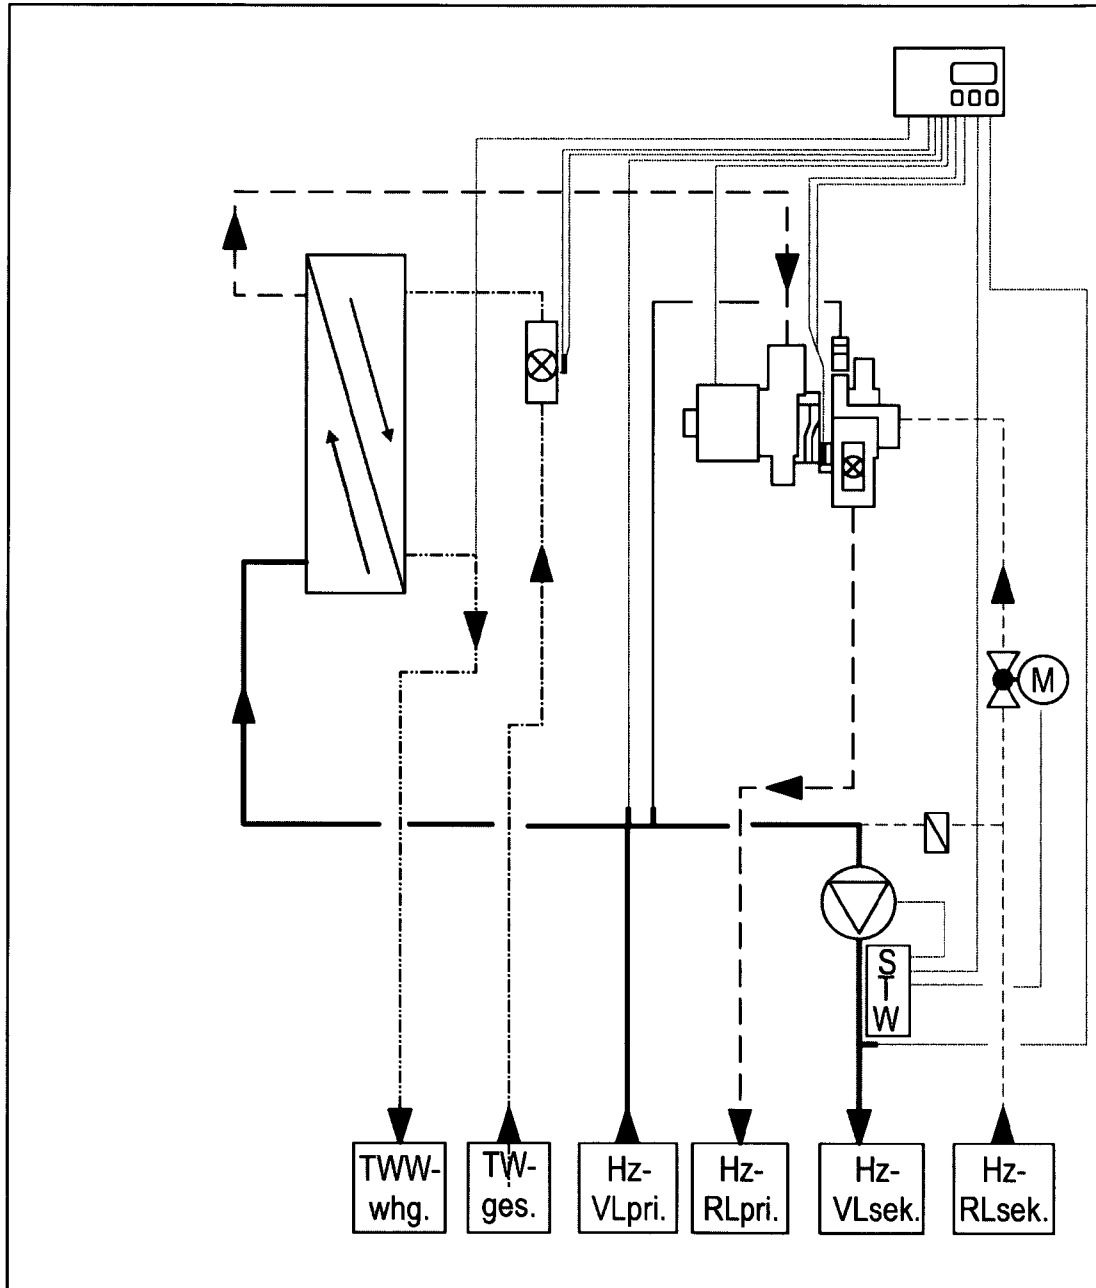 M
S
T
W
TWW-
whg.
TW-
ges.
Hz-
VLpri.
Hz-
RLpri.
Hz-
VLsek.
Hz-
RLsek.